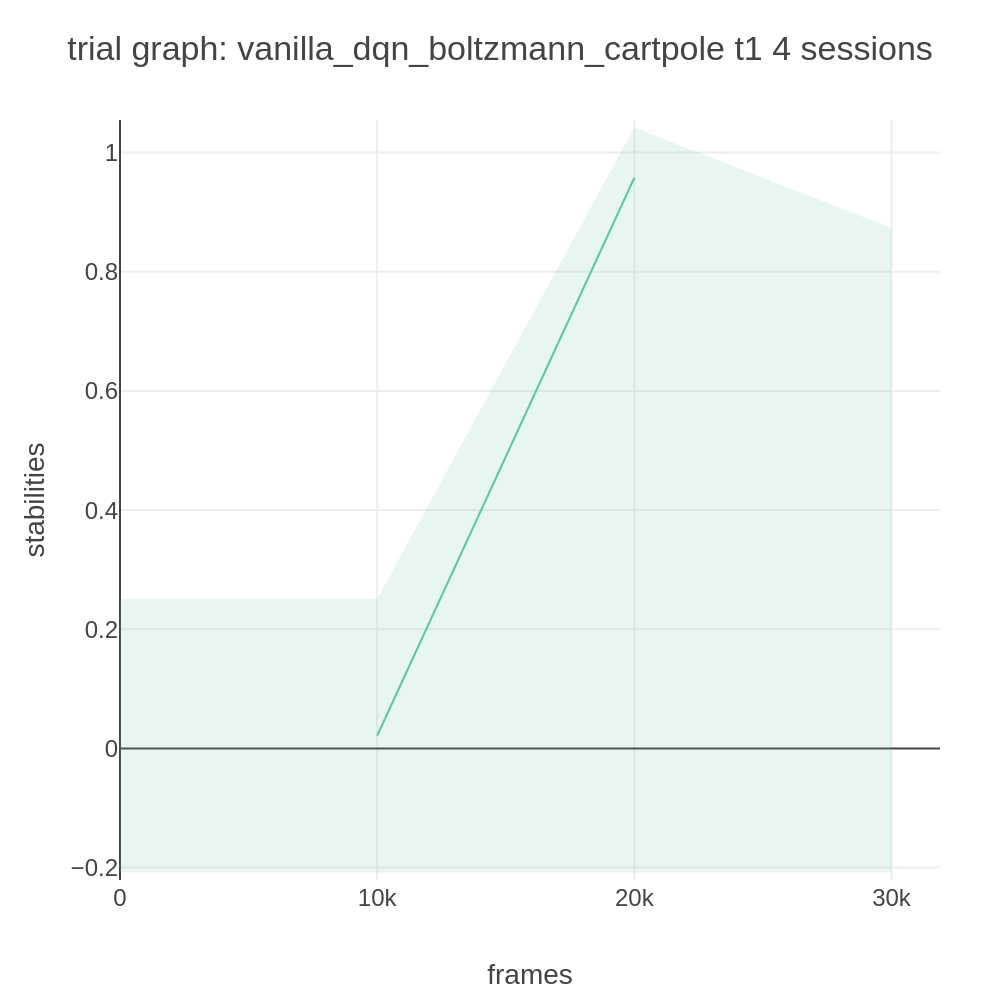 trial graph: vanilla_dqn_boltzmann_cartpole t1 4 sessions
1
0.8
0.6
0.4
0.2
0
−0.2
stabilities
0
10k
20k
30k
frames